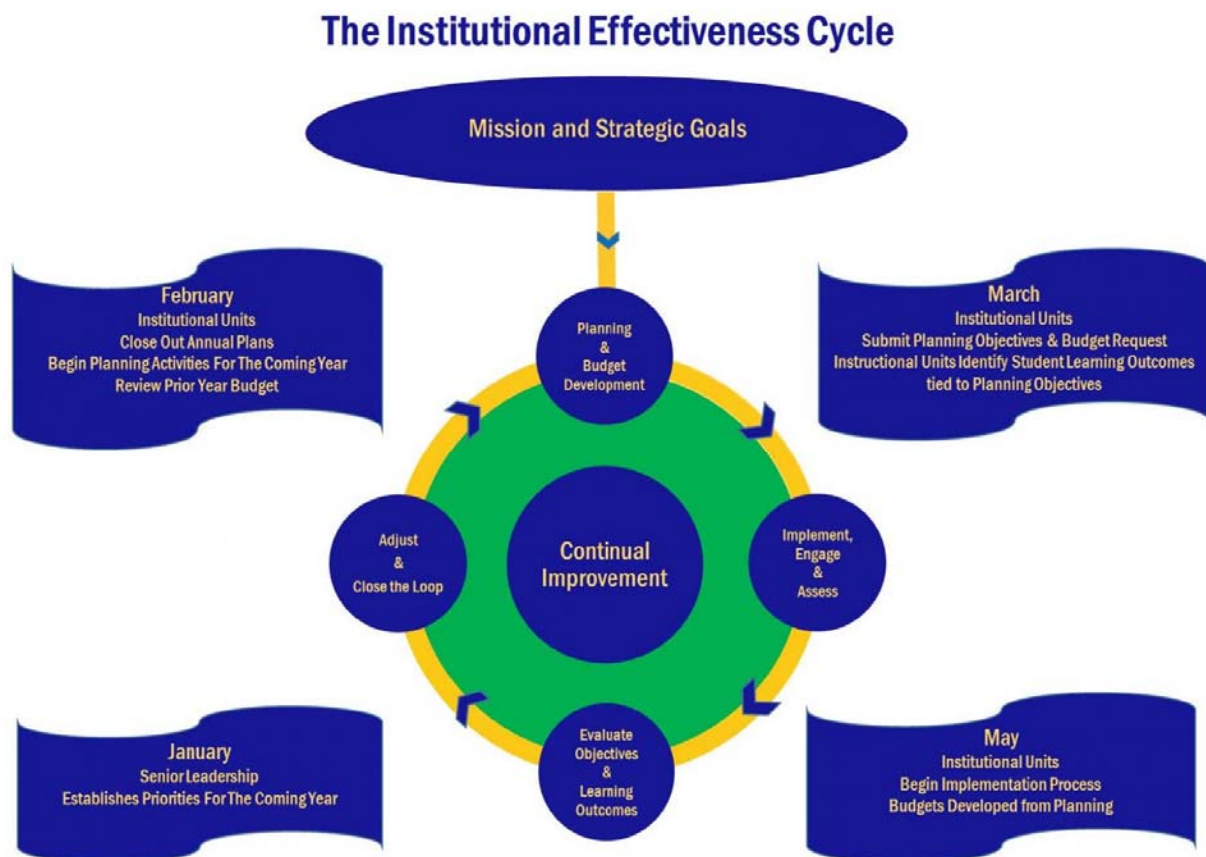 The Institutional Effectiveness Cycle
Mission and Strategic Goals
February
Institutional Units
Close Out Annual Plans
Begin Planning Activities For The Coming Year
Review Prior Year Budget
Planning
&
Budget
Development
March
Institutional Units
Submit Planning Objectives & Budget Request
Instructional Units Identify Student Learning Outcomes
tied to Planning Objectives
Adjust
&
Close the Loop
Continual
Improvement
Implement,
Engage
&
Assess
January
Senior Leadership
Establishes Priorities For The Coming Year
Evaluate
Objectives
&
Learning
Outcomes
May
Institutional Units
Begin Implementation Process
Budgets Developed from Planning